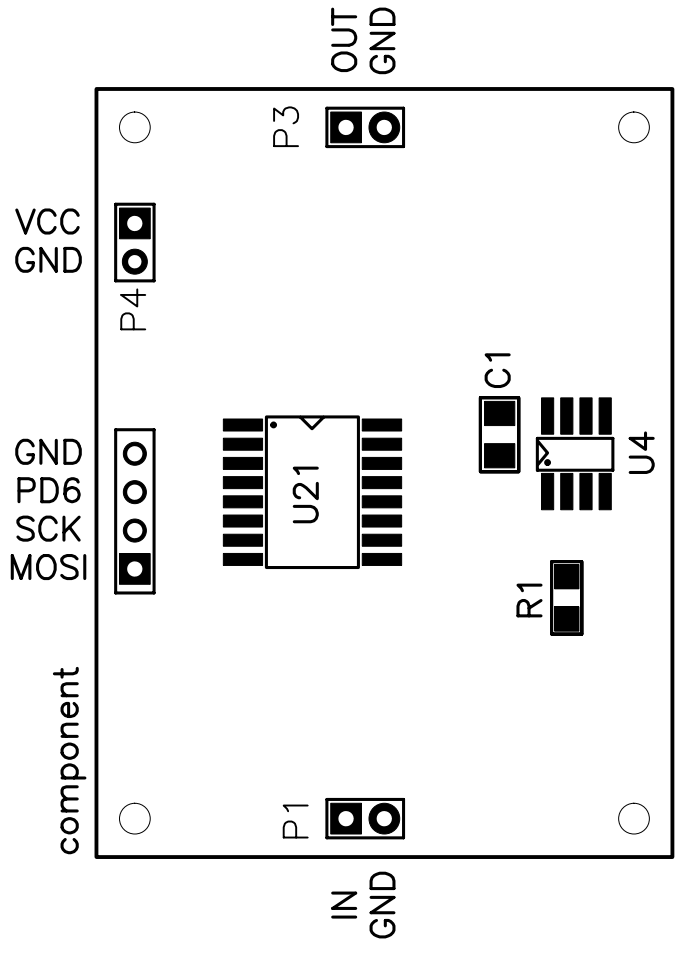 OUT
GND
P3
VCC
GND
P4
C1
GND
PD6
SCK
MOSI
U21
U4
R1
component
P1
IN
GND